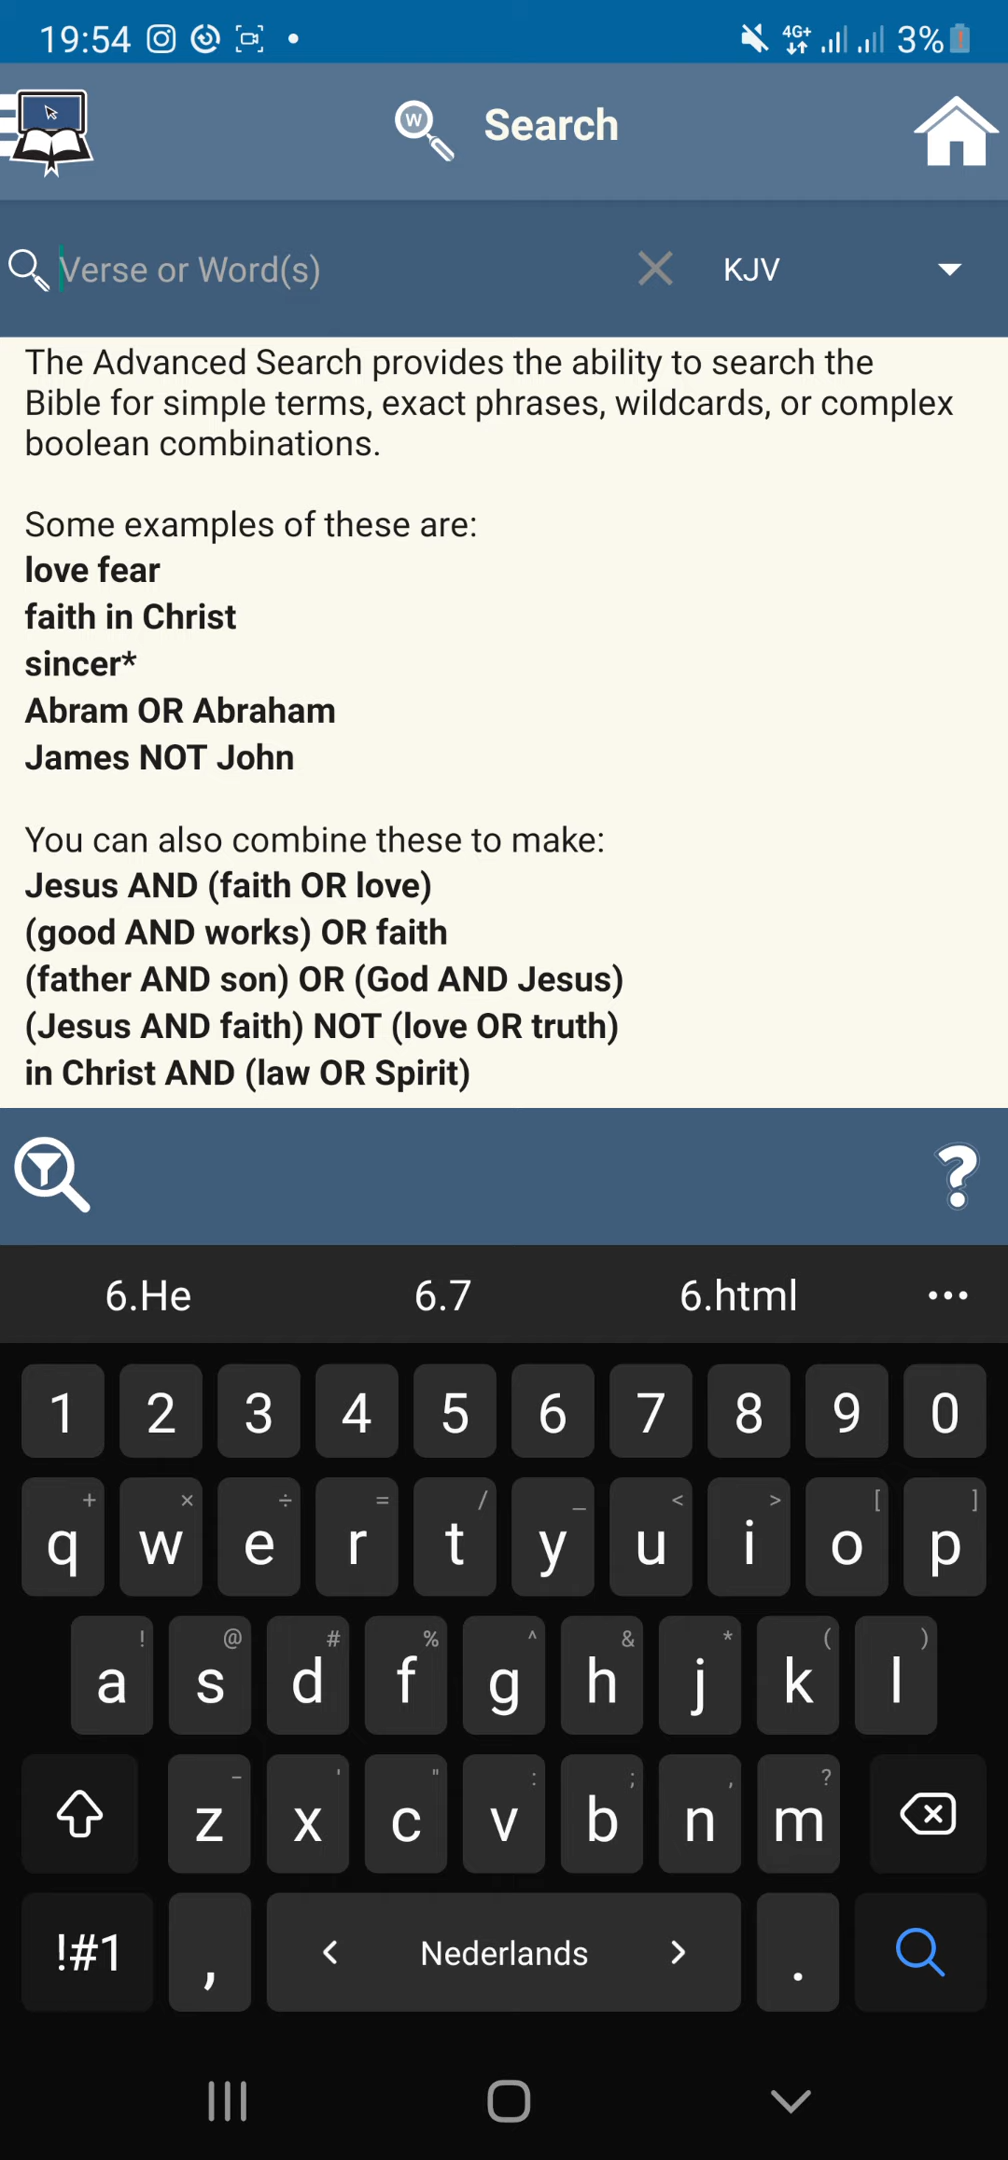 19:54 4G+ 3%
W Search
Verse or Word(s) KJV
The Advanced Search provides the ability to search the
Bible for simple terms, exact phrases, wildcards, or complex
boolean combinations.
Some examples of these are:
love fear
faith in Christ
sincer*
Abram OR Abraham
James NOT John
You can also combine these to make:
Jesus AND (faith OR love)
(good AND works) OR faith
(father AND son) OR (God AND Jesus)
(Jesus AND faith) NOT (love OR truth)
in Christ AND (law OR Spirit)
?
6.He 6.7 6.html ...
1 2 3 4 5 6 7 8 9 0
+ × ÷ = / _ < > [ ]
q w e r t y u i o p
! @ # % ^ & * ( )
a s d f g h j k l
- ' " : ; , ?
z x c v b n m
!#1 , < Nederlands > .